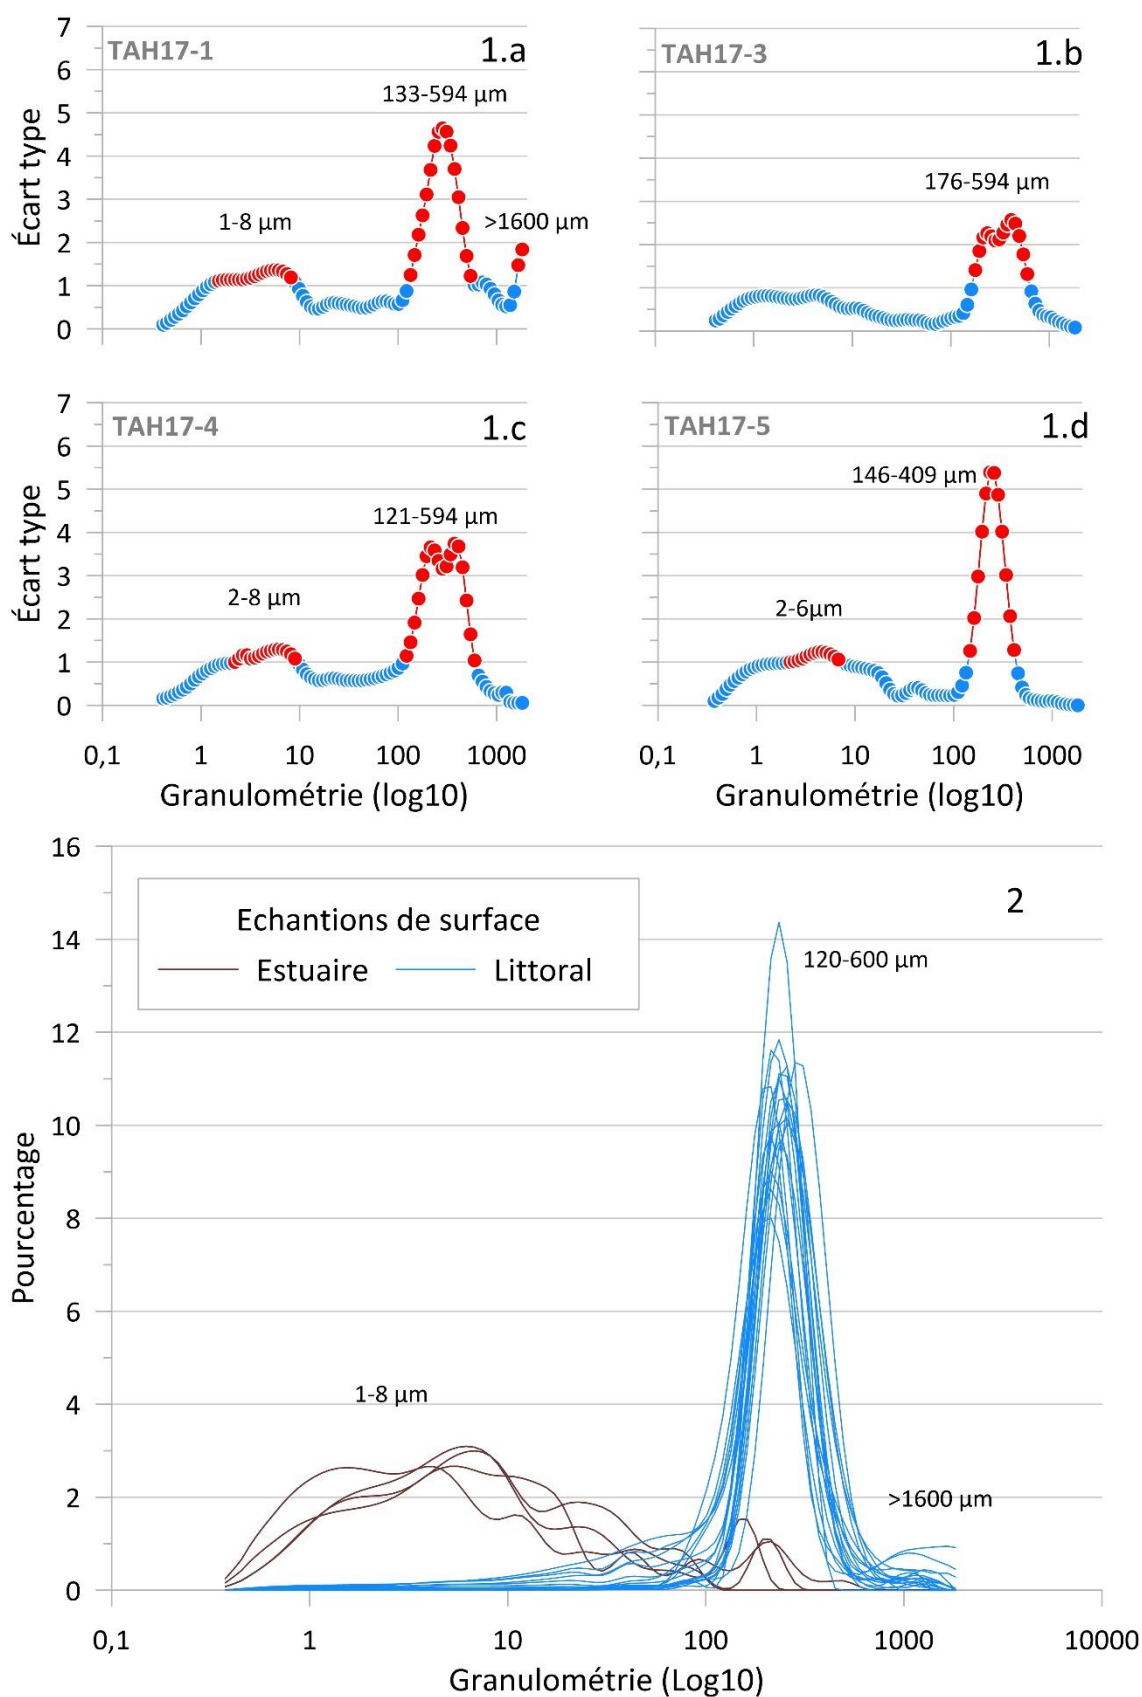 TAH17-1
1.a
133-594 µm
1-8 µm
>1600 µm
Écart type
7
6
5
4
3
2
1
0
TAH17-3
1.b
176-594 µm
TAH17-4
1.c
121-594 µm
2-8 µm
Écart type
7
6
5
4
3
2
1
0
0,1
1
10
100
1000
Granulométrie (log10)
TAH17-5
1.d
146-409 µm
2-6µm
0,1
1
10
100
1000
Granulométrie (log10)
2
Echantions de surface
Estuaire
Littoral
120-600 µm
1-8 µm
>1600 µm
Pourcentage
16
14
12
10
8
6
4
2
0
0,1
1
10
100
1000
10000
Granulométrie (Log10)